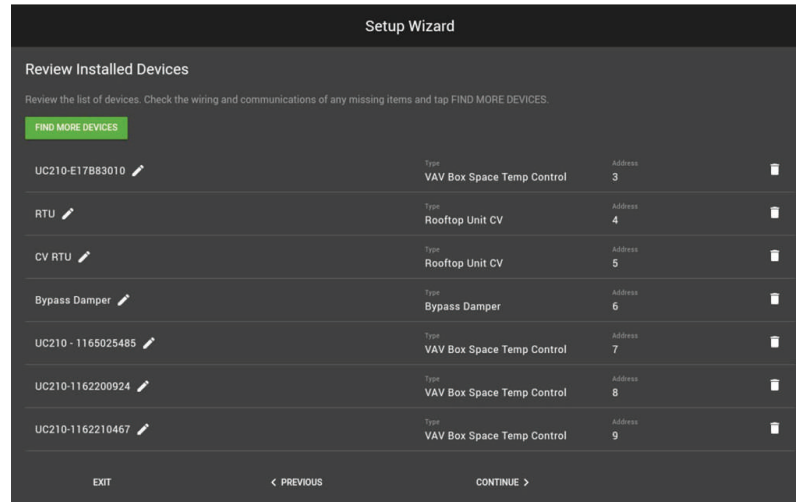 Setup Wizard
Review Installed Devices
Review the list of devices. Check the wiring and communications of any missing items and tap FIND MORE DEVICES.
FIND MORE DEVICES
Type Address
UC210-E17B83010 VAV Box Space Temp Control 3
Type Address
RTU Rooftop Unit CV 4
Type Address
CV RTU Rooftop Unit CV 5
Type Address
Bypass Damper Bypass Damper 6
Type Address
UC210 - 1165025485 VAV Box Space Temp Control 7
Type Address
UC210-1162200924 VAV Box Space Temp Control 8
Type Address
UC210-1162210467 VAV Box Space Temp Control 9
EXIT < PREVIOUS CONTINUE >